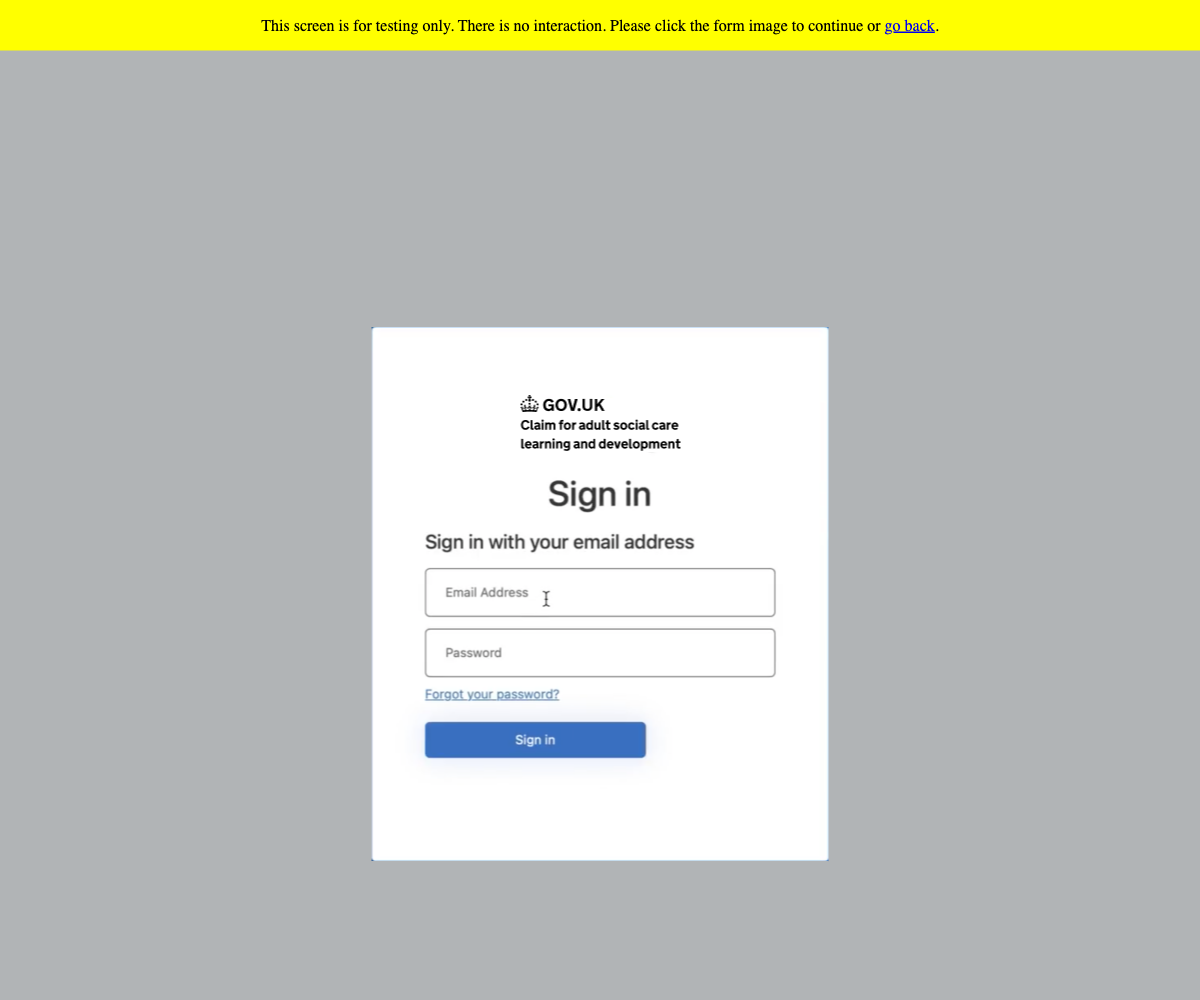 This screen is for testing only. There is no interaction. Please click the form image to continue or go back.
GOV.UK
Claim for adult social care
learning and development
Sign in
Sign in with your email address
Email Address
Password
Forgot your password?
Sign in